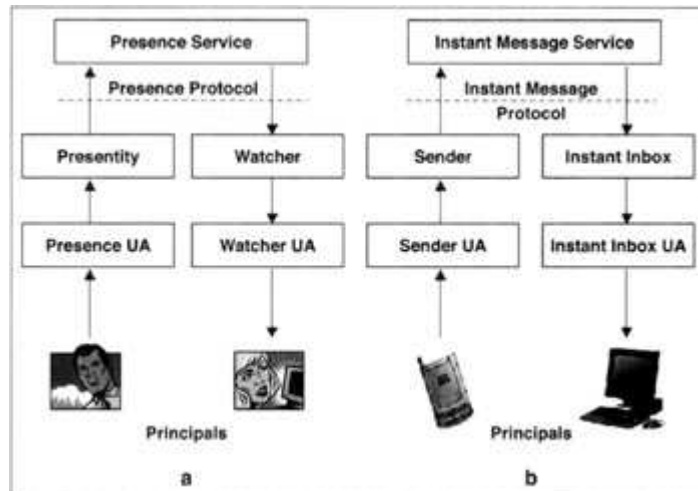 Presence Service
Instant Message Service
Presence Protocol
Instant Message
Protocol
Presentity
Watcher
Sender
Instant Inbox
Presence UA
Watcher UA
Sender UA
Instant Inbox UA
Principals
Principals
a
b